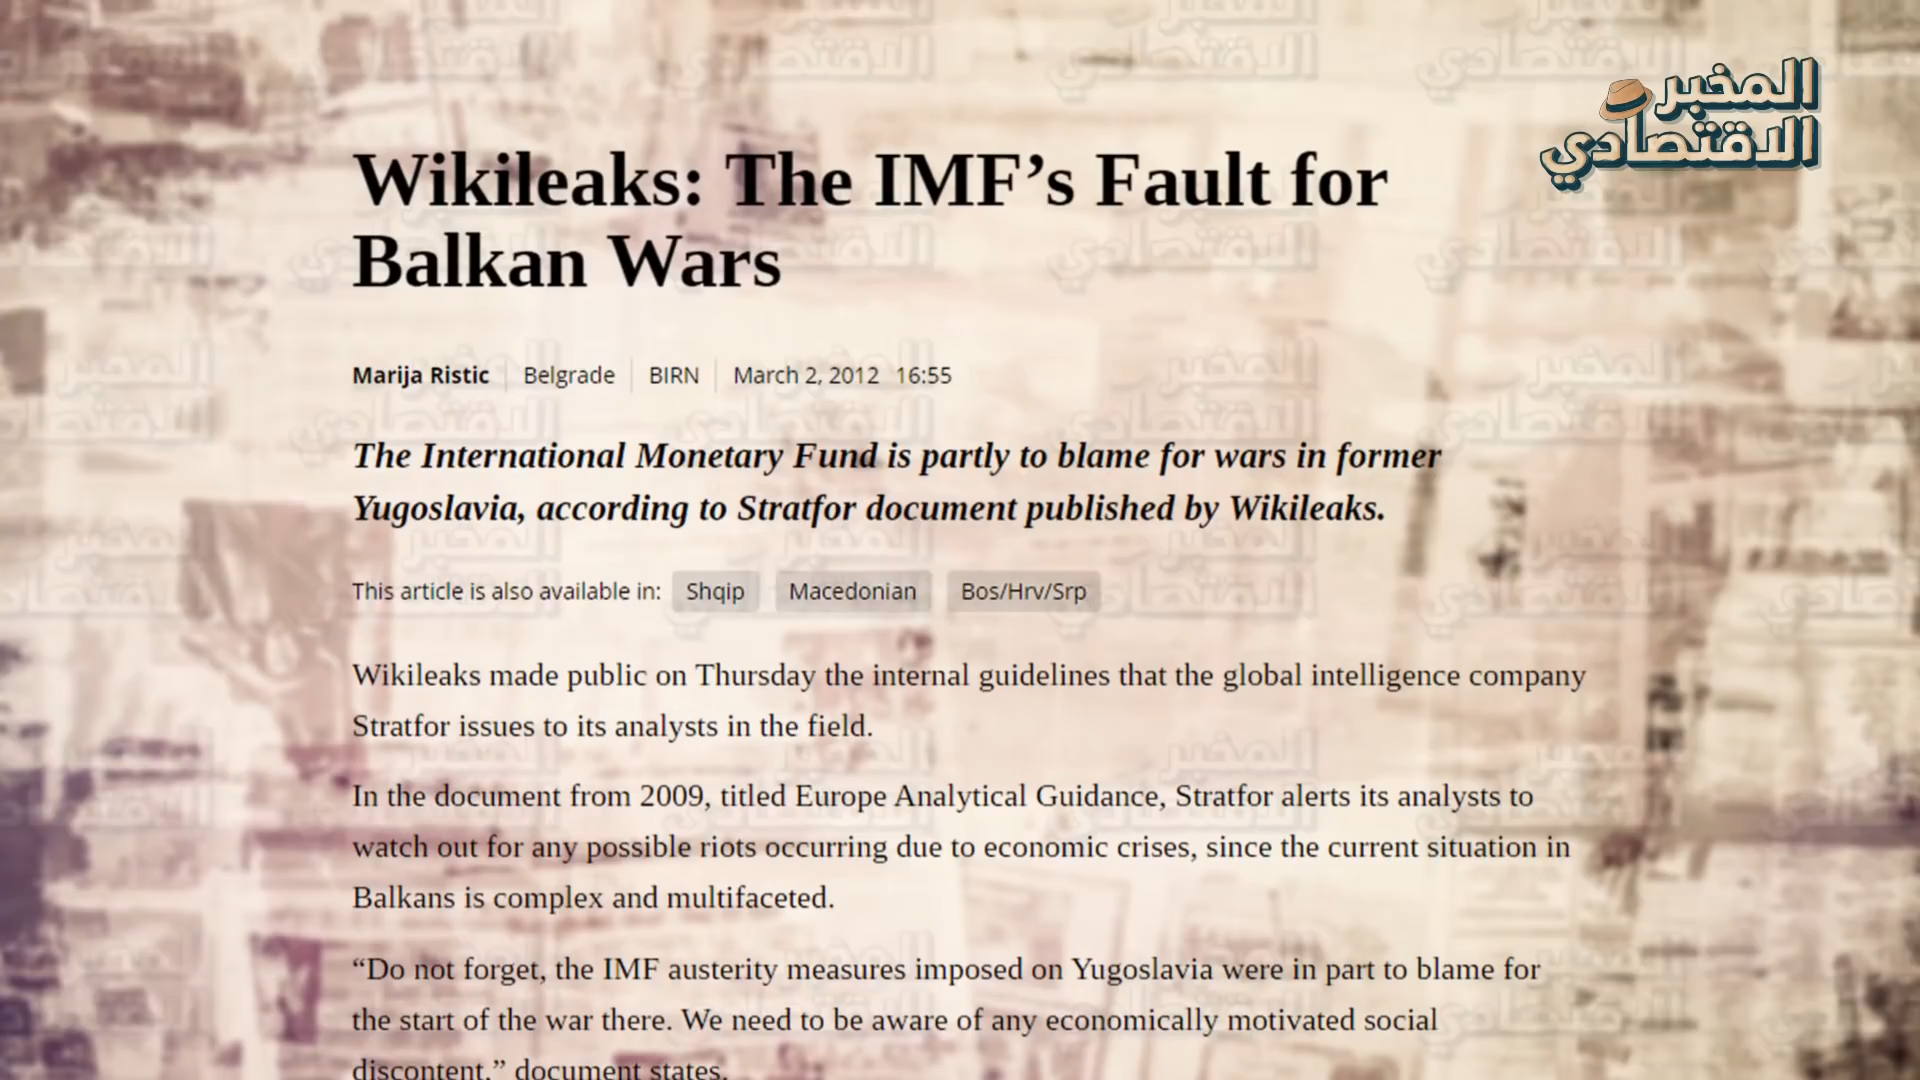 المخبر
الاقتصادي
Wikileaks: The IMF’s Fault for
Balkan Wars
Marija Ristic | Belgrade | BIRN | March 2, 2012 16:55
The International Monetary Fund is partly to blame for wars in former
Yugoslavia, according to Stratfor document published by Wikileaks.
This article is also available in: Shqip Macedonian Bos/Hrv/Srp
Wikileaks made public on Thursday the internal guidelines that the global intelligence company
Stratfor issues to its analysts in the field.
In the document from 2009, titled Europe Analytical Guidance, Stratfor alerts its analysts to
watch out for any possible riots occurring due to economic crises, since the current situation in
Balkans is complex and multifaceted.
“Do not forget, the IMF austerity measures imposed on Yugoslavia were in part to blame for
the start of the war there. We need to be aware of any economically motivated social
discontent,” document states.